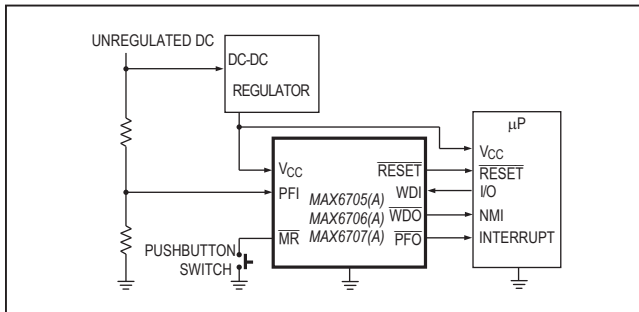 UNREGULATED DC
DC-DC
REGULATOR
μP
VCC
RESET
I/O
NMI
INTERRUPT
VCC
PFI
MR
RESET
WDI
WDO
PFO
MAX6705(A)
MAX6706(A)
MAX6707(A)
PUSHBUTTON
SWITCH